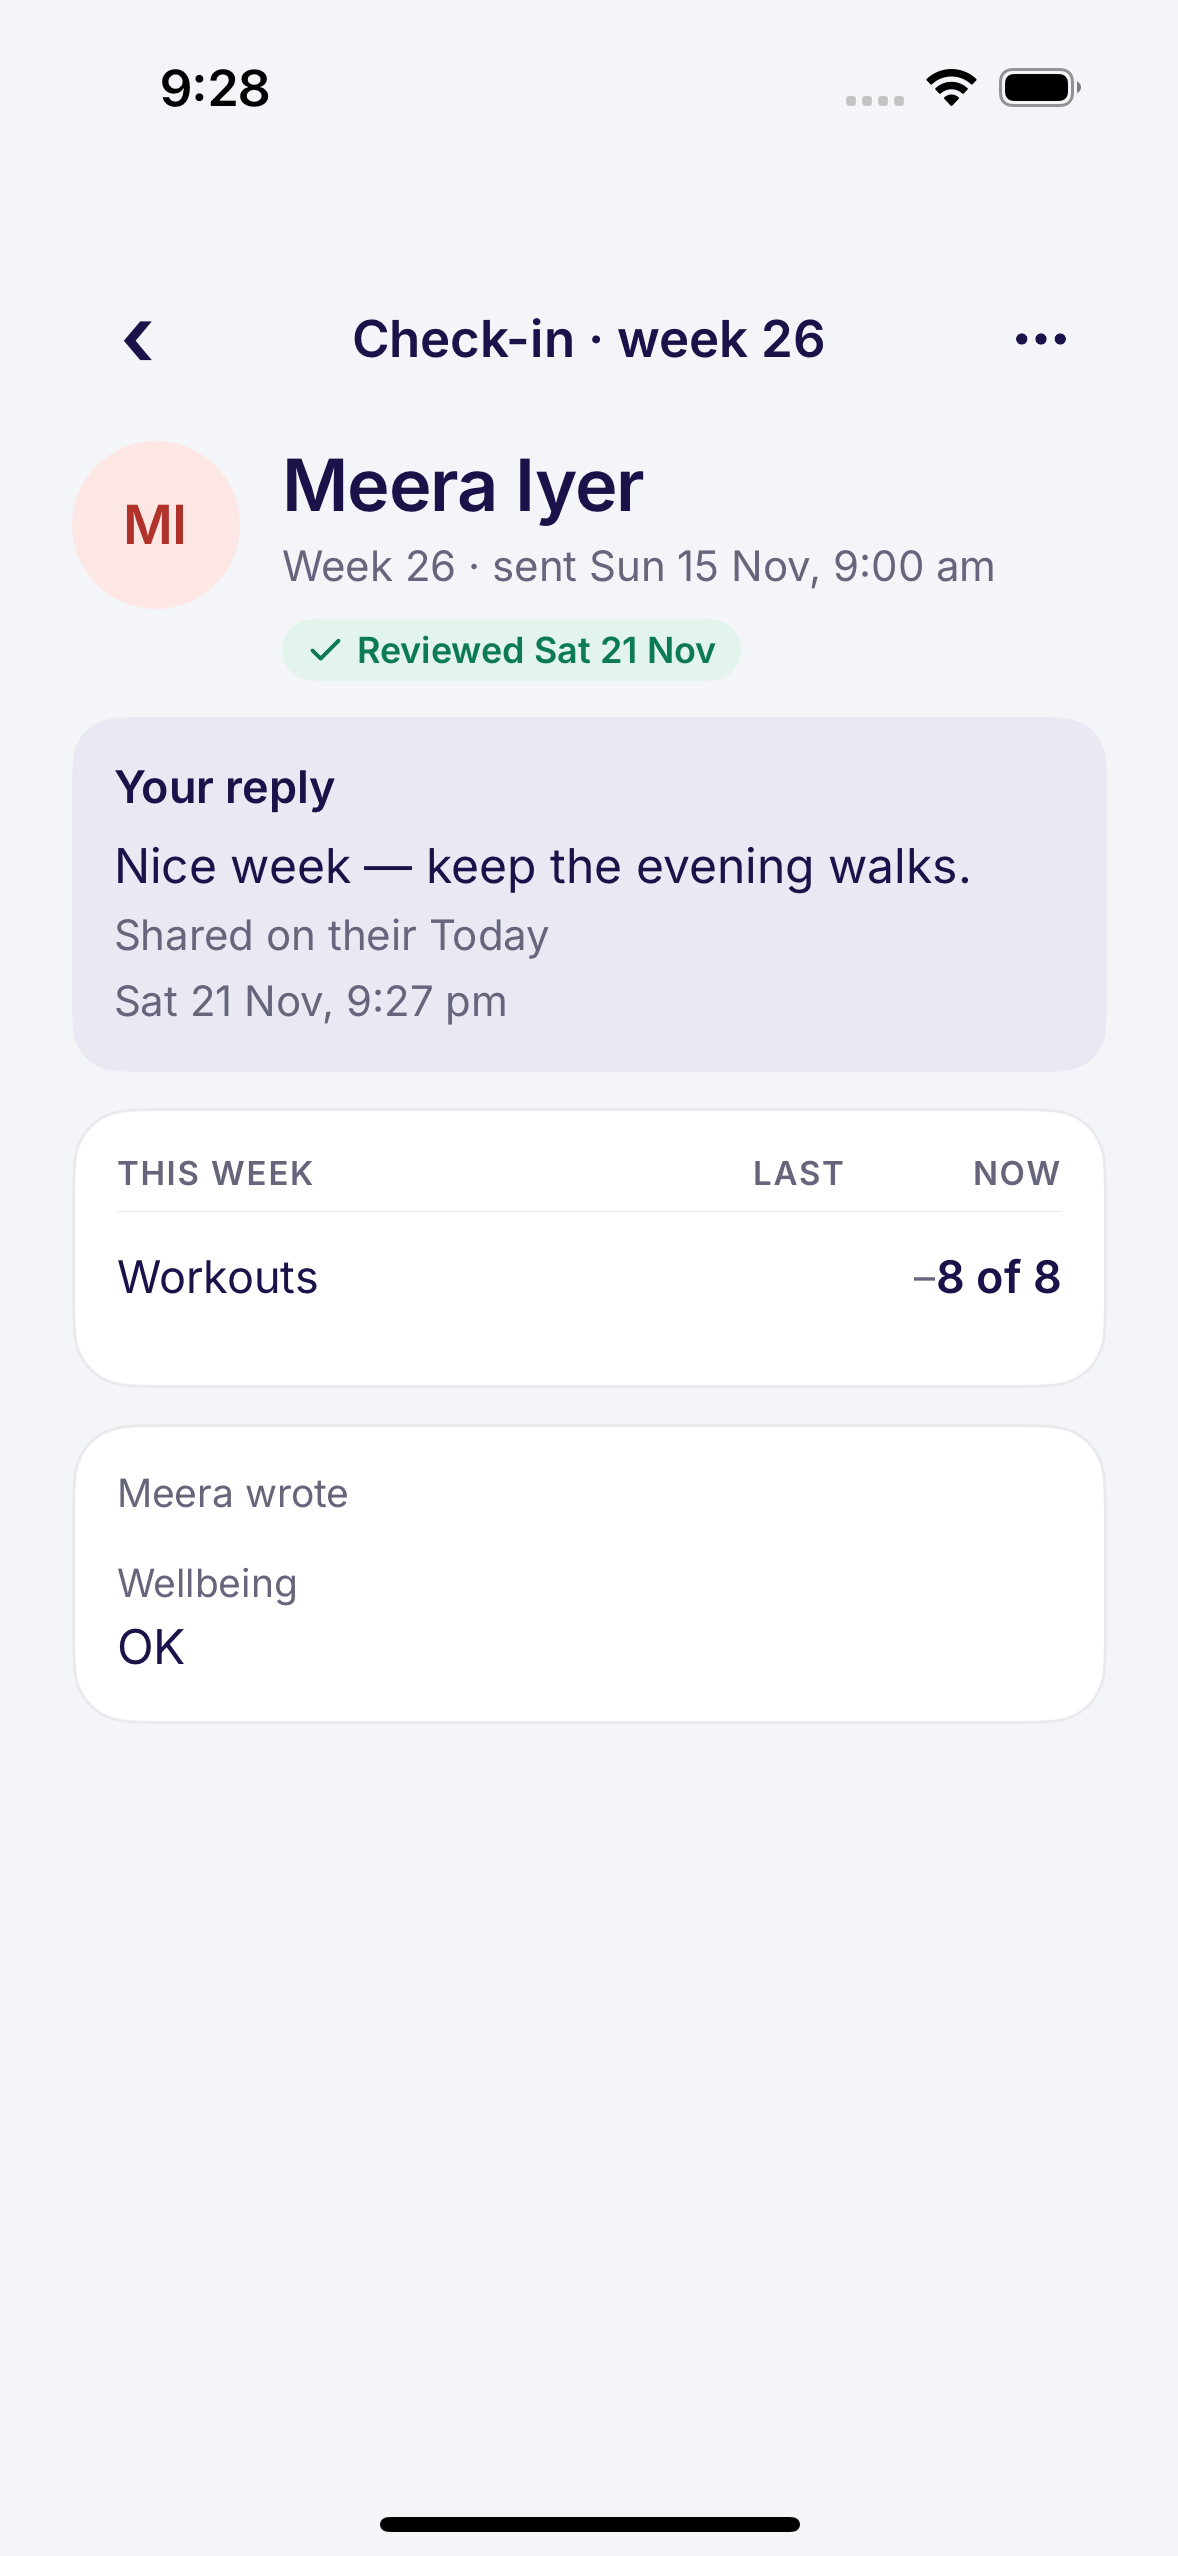 9:28
Check-in · week 26
MI
Meera Iyer
Week 26 · sent Sun 15 Nov, 9:00 am
Reviewed Sat 21 Nov
Your reply
Nice week — keep the evening walks.
Shared on their Today
Sat 21 Nov, 9:27 pm
THIS WEEK LAST NOW
Workouts –8 of 8
Meera wrote
Wellbeing
OK